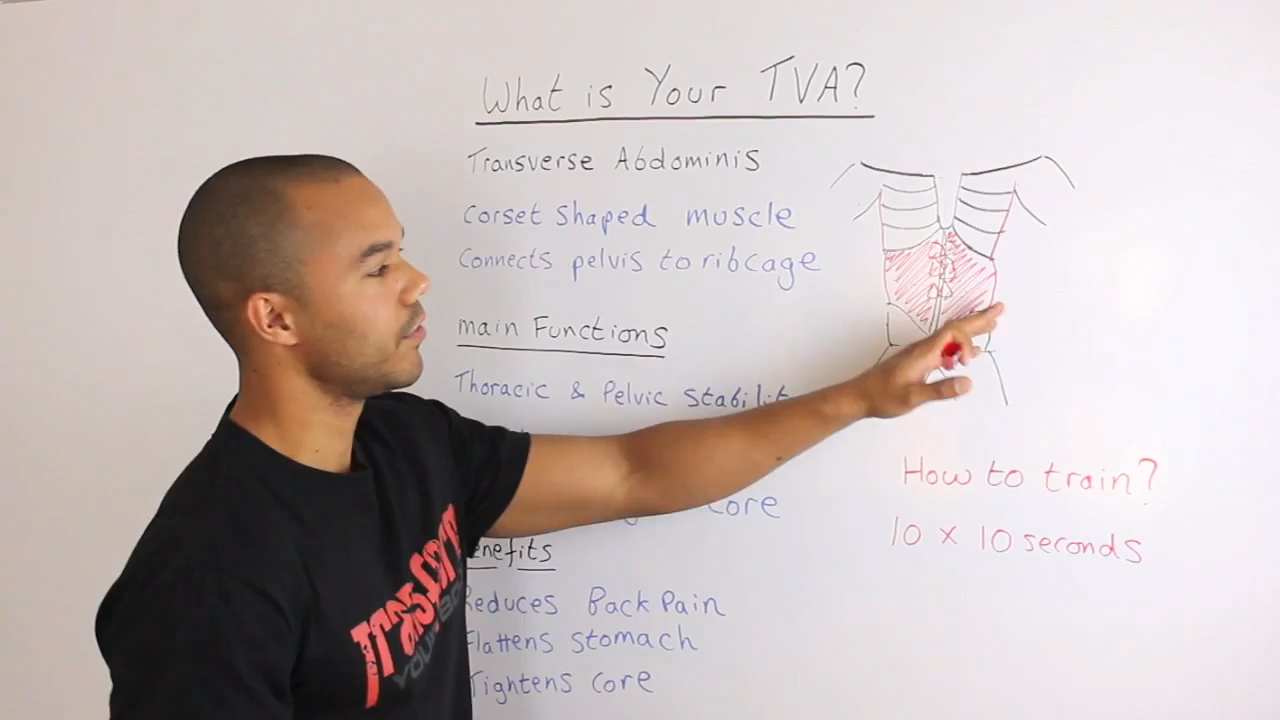 What is Your TVA?
Transverse Abdominis
Corset Shaped muscle
Connects pelvis to ribcage
main Functions
Thoracic & Pelvic Stabilit
Core
Benefits
Reduces Back Pain
Flattens Stomach
Tightens Core
How to train?
10 x 10 seconds